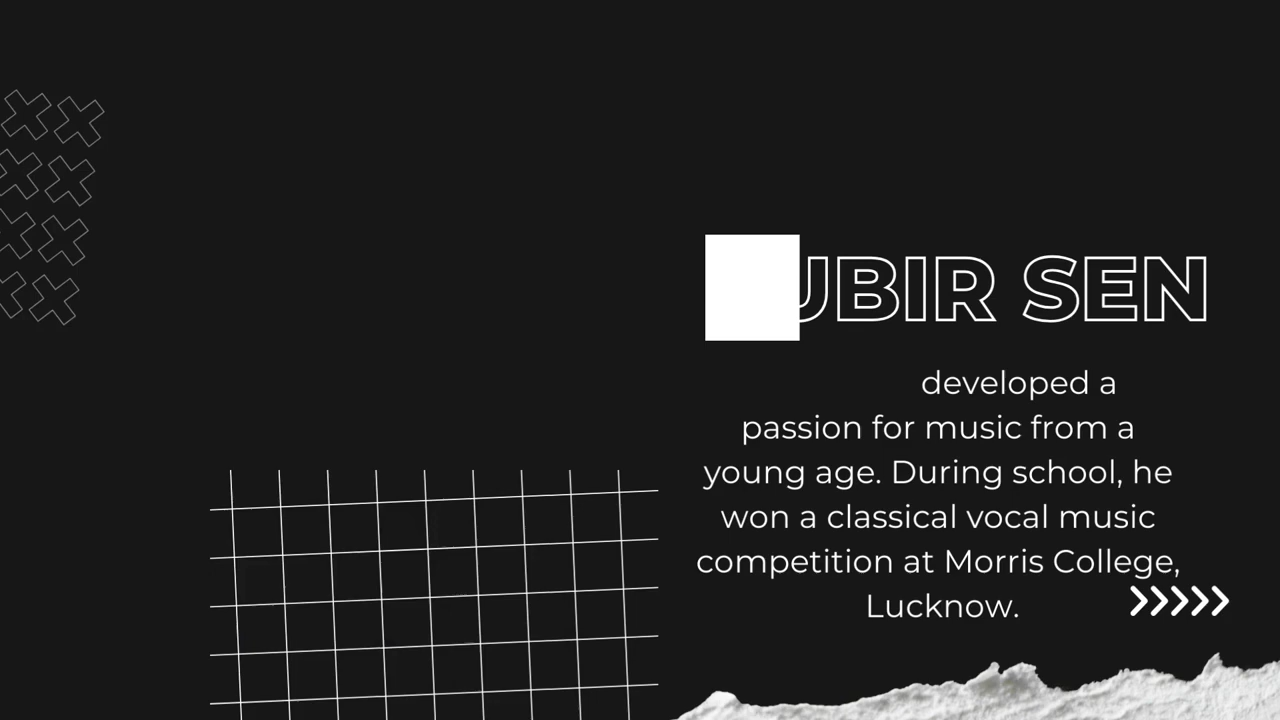 UBIR SEN
developed a
passion for music from a
young age. During school, he
won a classical vocal music
competition at Morris College,
Lucknow.